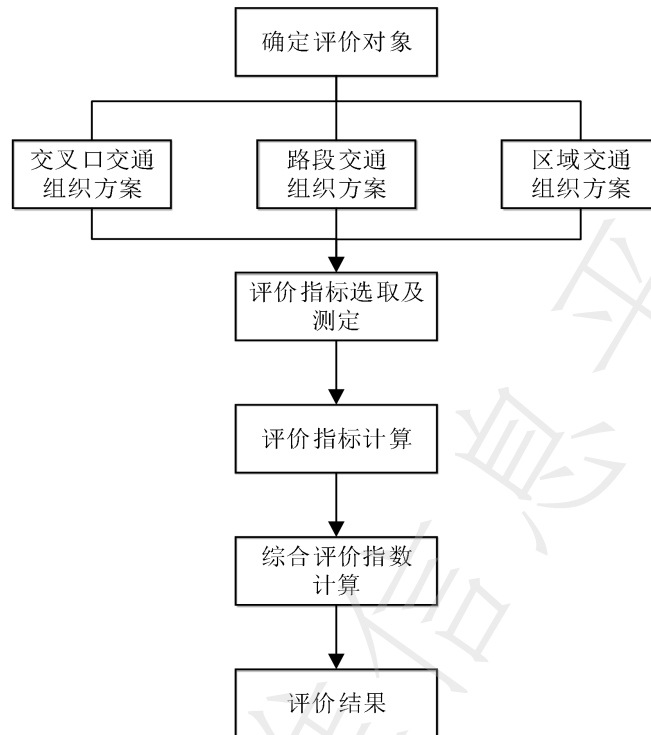 确定评价对象
交叉口交通
组织方案
路段交通
组织方案
区域交通
组织方案
评价指标选取及
测定
评价指标计算
综合评价指数
计算
评价结果
信息平